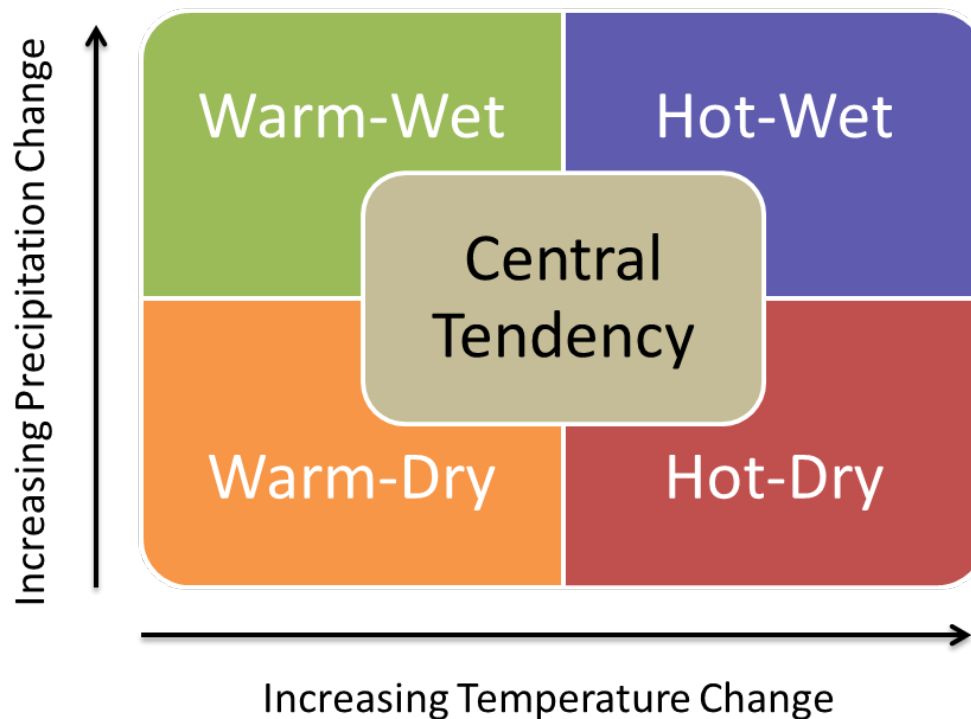 Increasing Precipitation Change
Warm-Wet
Hot-Wet
Central
Tendency
Warm-Dry
Hot-Dry
Increasing Temperature Change